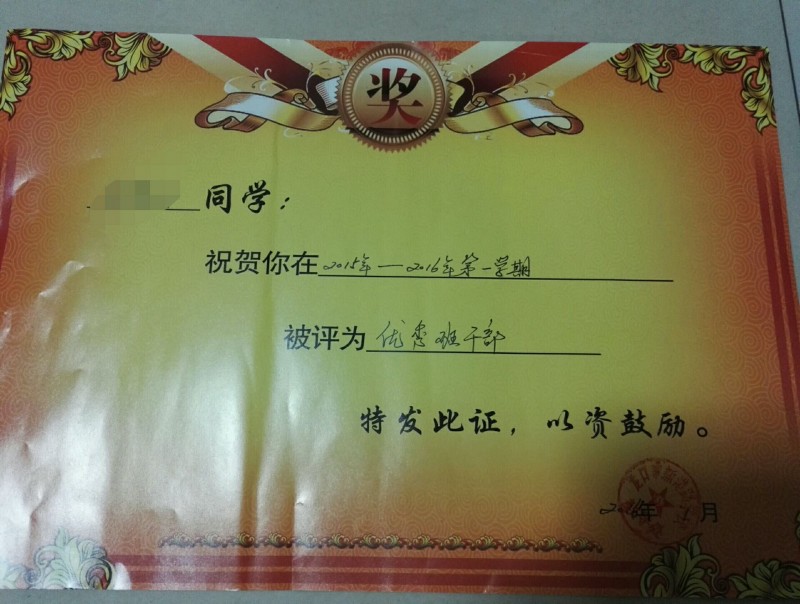 奖
同学：
祝贺你在2015年—2016年第一学期
被评为优秀班干部
特发此证，以资鼓励。
年 月